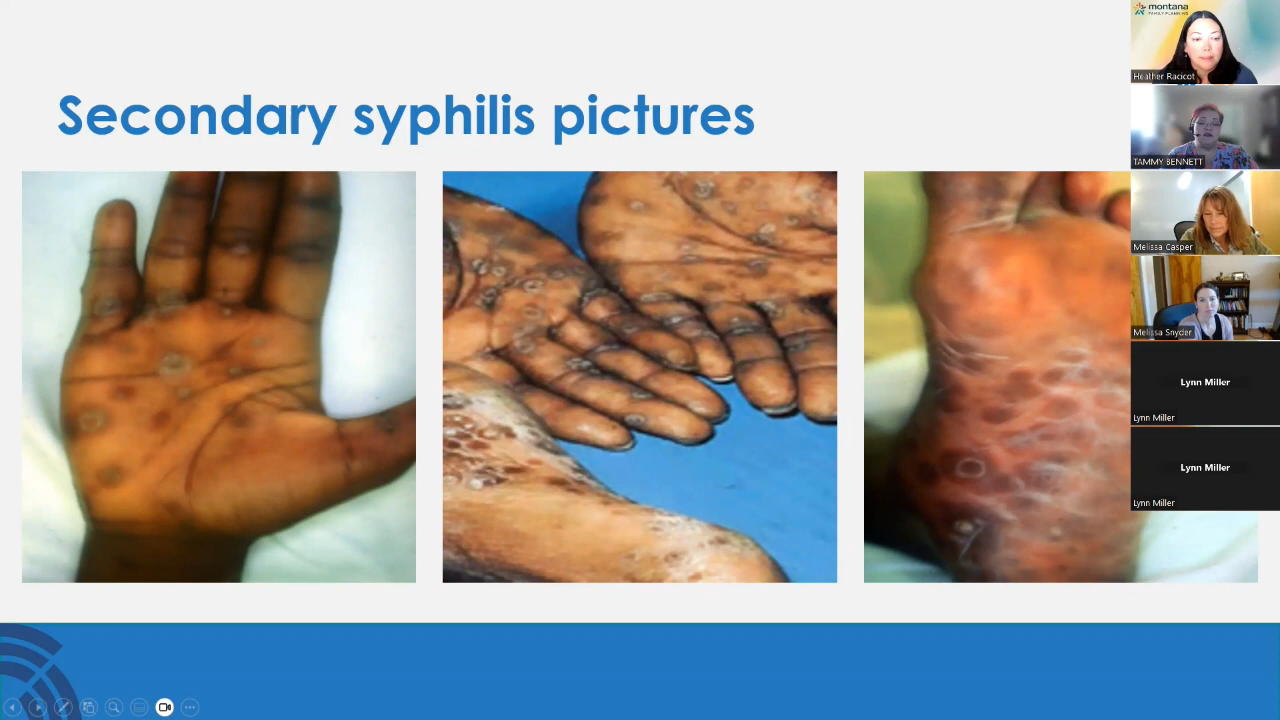 Secondary syphilis pictures
montana
FAMILY PLANNING
Heather Racicot
TAMMY BENNETT
Melissa Casper
Melissa Snyder
Lynn Miller
Lynn Miller
Lynn Miller
Lynn Miller